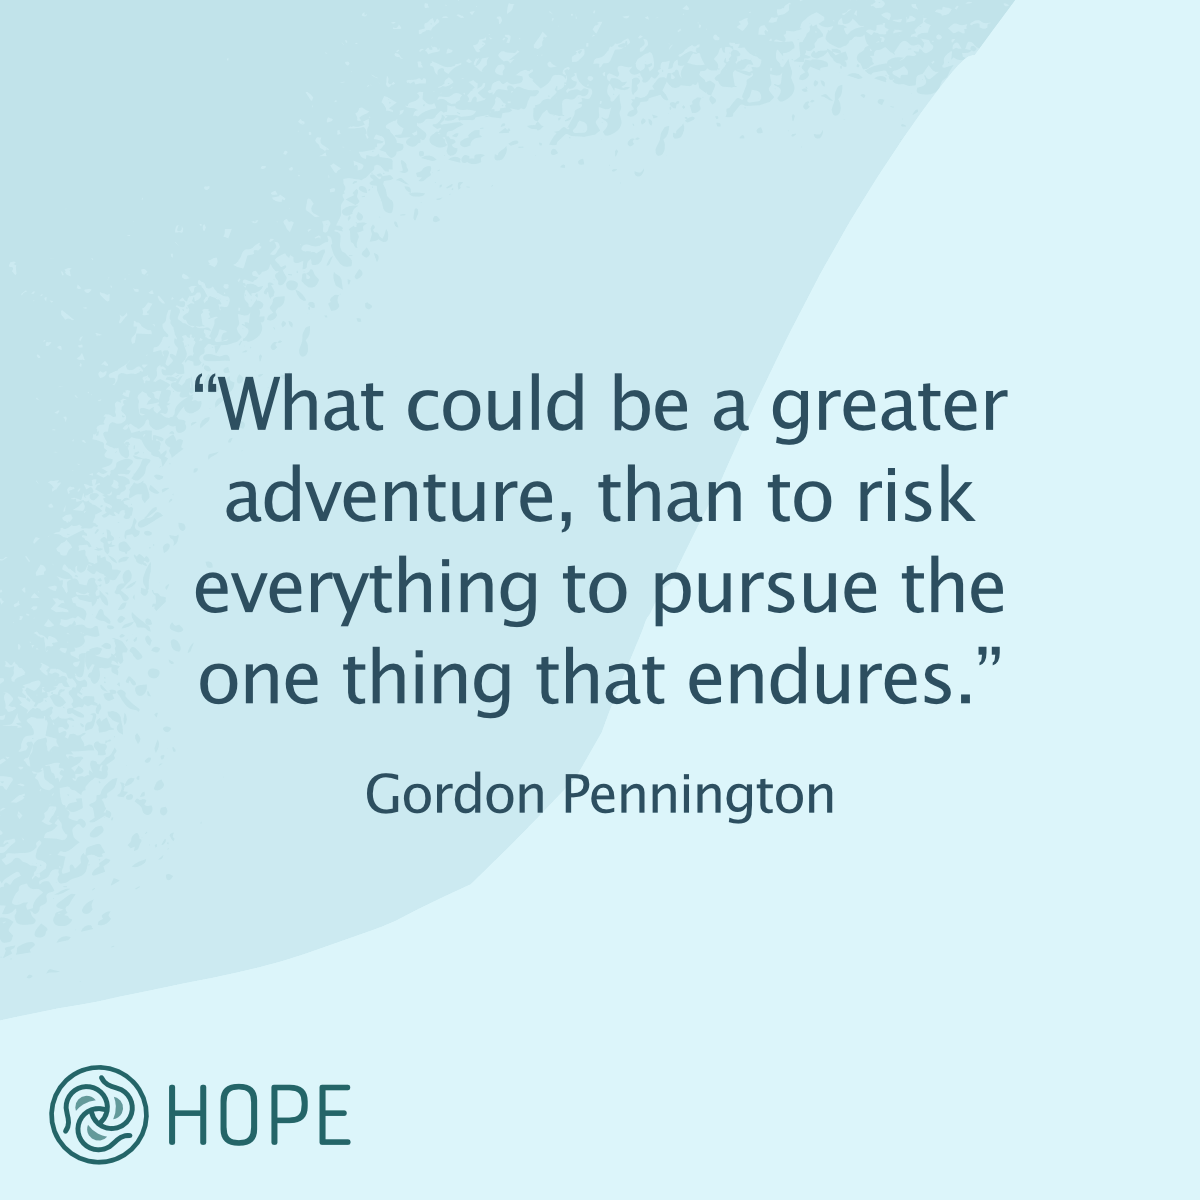 “What could be a greater
adventure, than to risk
everything to pursue the
one thing that endures.”
Gordon Pennington
HOPE